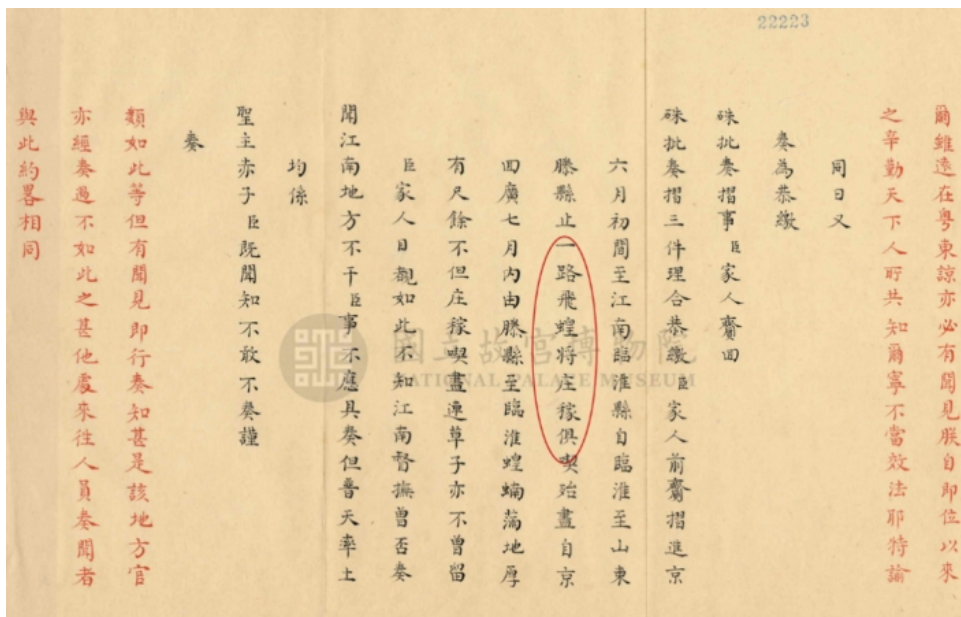 22223
爾雖遠在粵東諒亦必有聞見朕自即位以來
之辛勤天下人所共知爾寧不當效法耶特諭
同日又
奏為恭繳
硃批奏摺事臣家人齎回
硃批奏摺三件理合恭繳臣家人前齎摺進京
六月初間至江南臨淮縣自臨淮至山東
滕縣止一路飛蝗將庄稼俱喫殆盡自京
回廣七月內由滕縣至臨淮蝗蝻蒲地厚
有尺餘不但庄稼喫盡連草子亦不曾留
臣家人目覩如此不知江南督撫曾否奏
聞江南地方不干臣事不應具奏但普天率土
均係
聖主赤子臣既聞知不敢不奏謹
奏
類如此等但有聞見即行奏知甚是該地方官
亦經奏過不如此之甚他處來往人員奏聞者
與此約畧相同
國立故宮博物院
NATIONAL PALACE MUSEUM